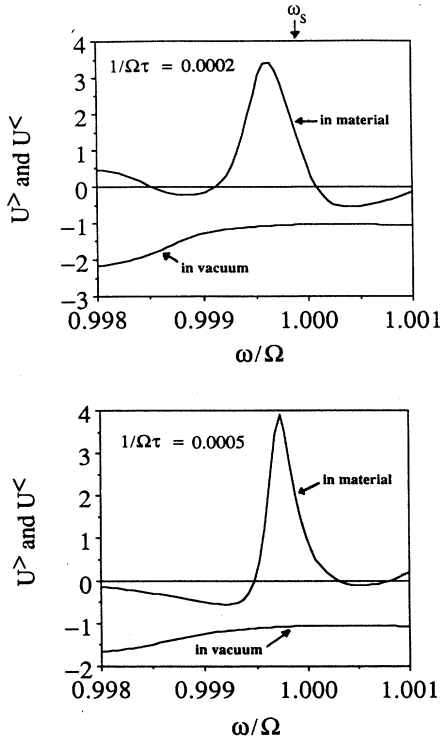 ωs
4
1/Ωτ = 0.0002
3
2
in material
1
0
−1
in vacuum
−2
−3
0.998 0.999 1.000 1.001
U> and U<
ω/Ω
4
1/Ωτ = 0.0005
3
in material
2
1
0
−1
in vacuum
−2
0.998 0.999 1.000 1.001
U> and U<
ω/Ω